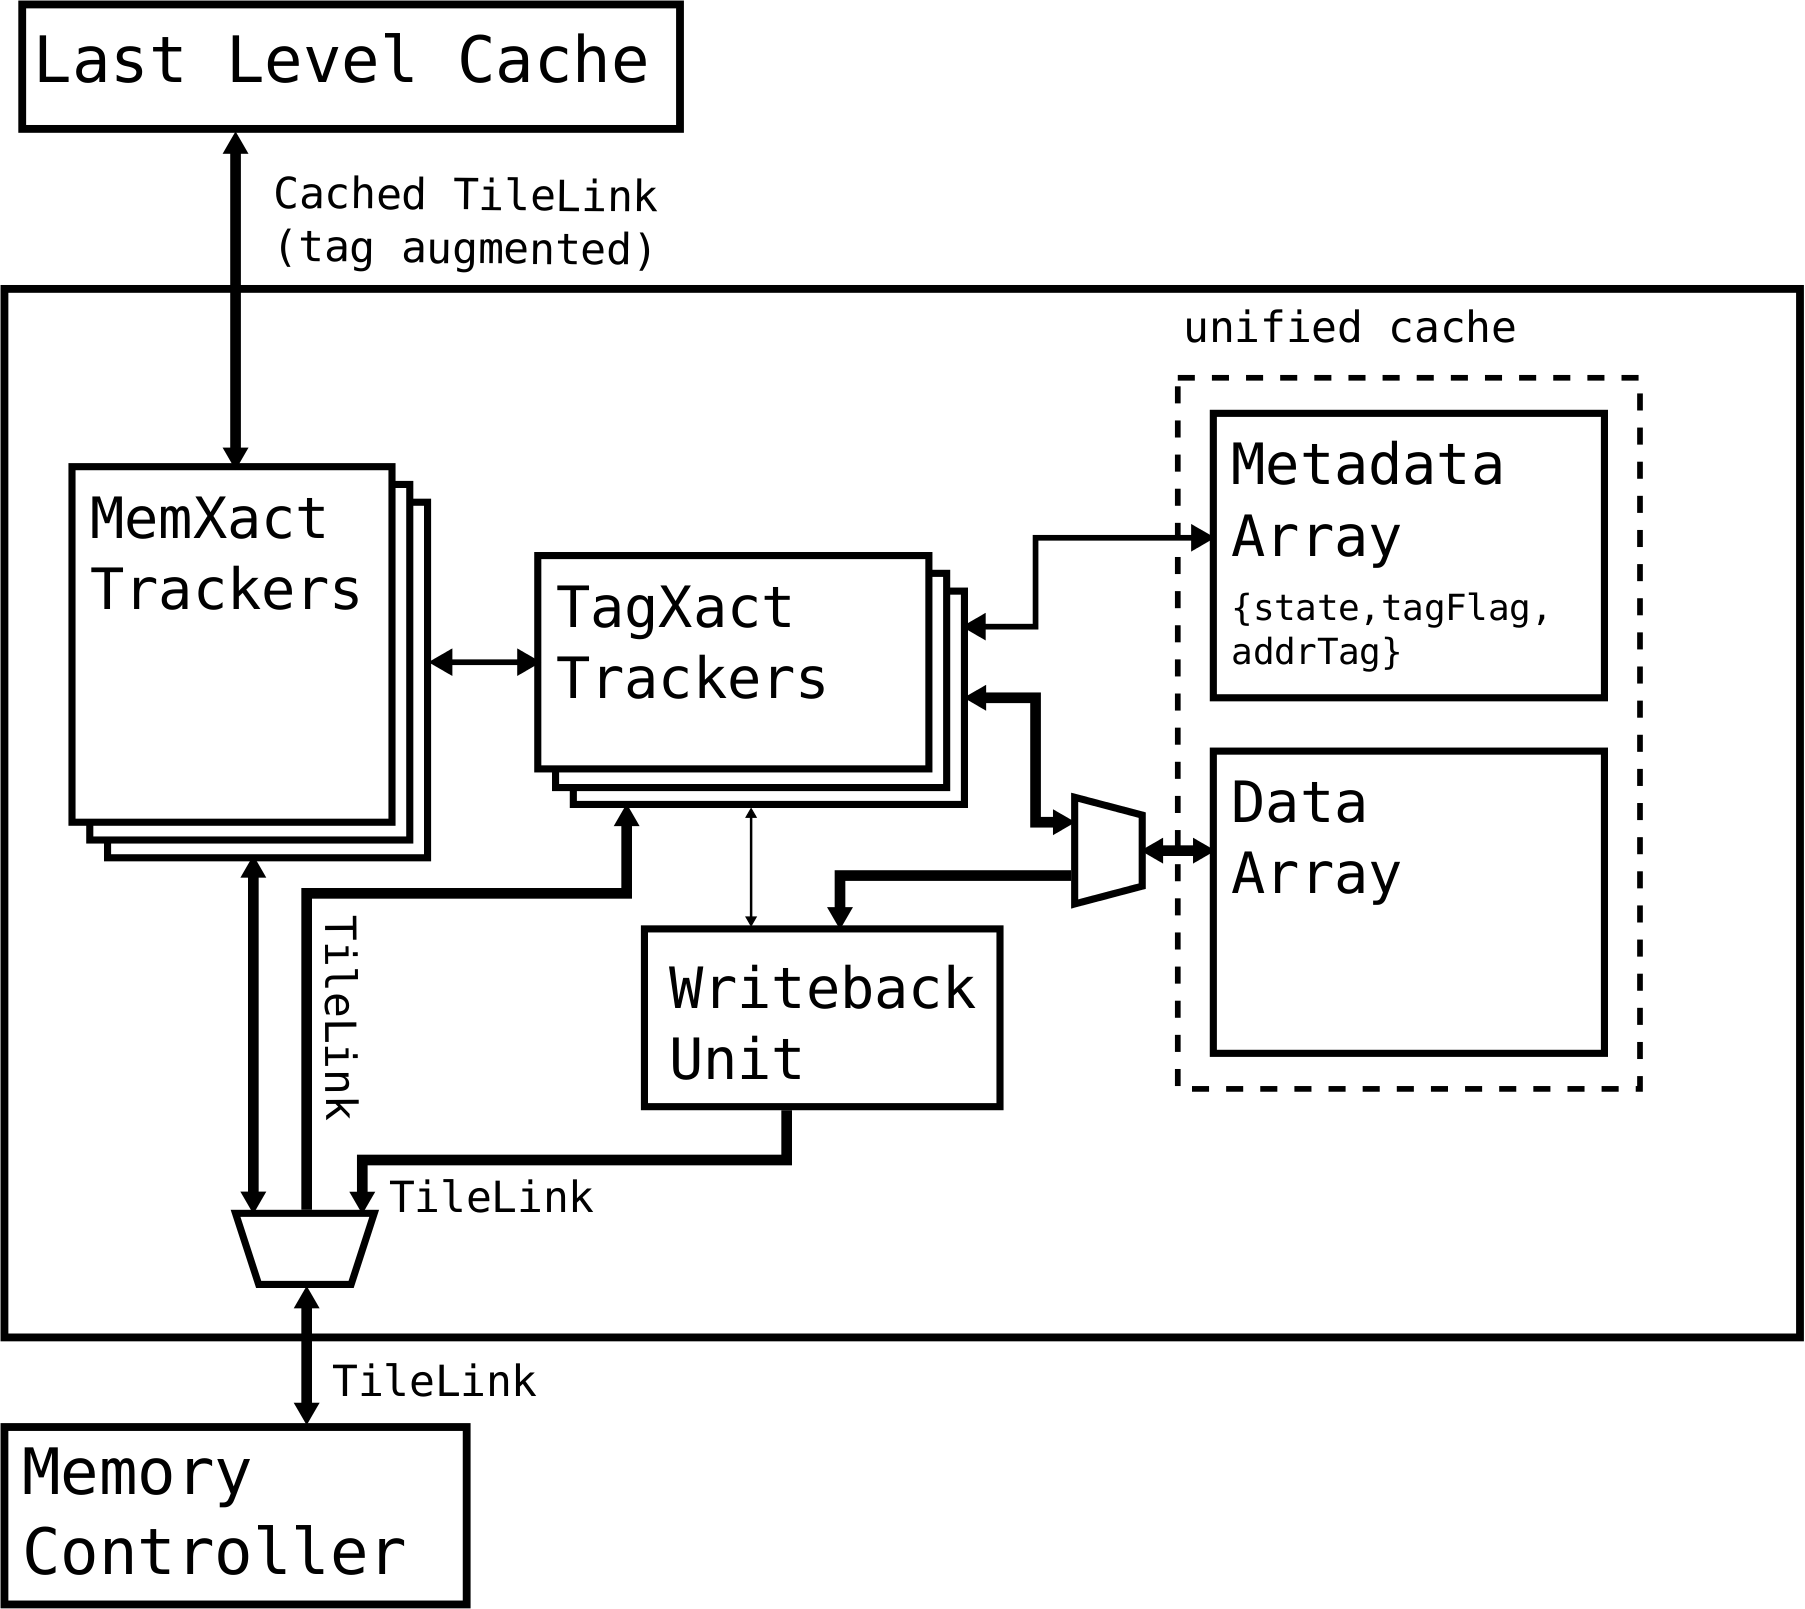 Last Level Cache
Cached TileLink
(tag augmented)
unified cache
MemXact
Trackers
TagXact
Trackers
Metadata
Array
{state,tagFlag,
addrTag}
Data
Array
TileLink
Writeback
Unit
TileLink
TileLink
Memory
Controller